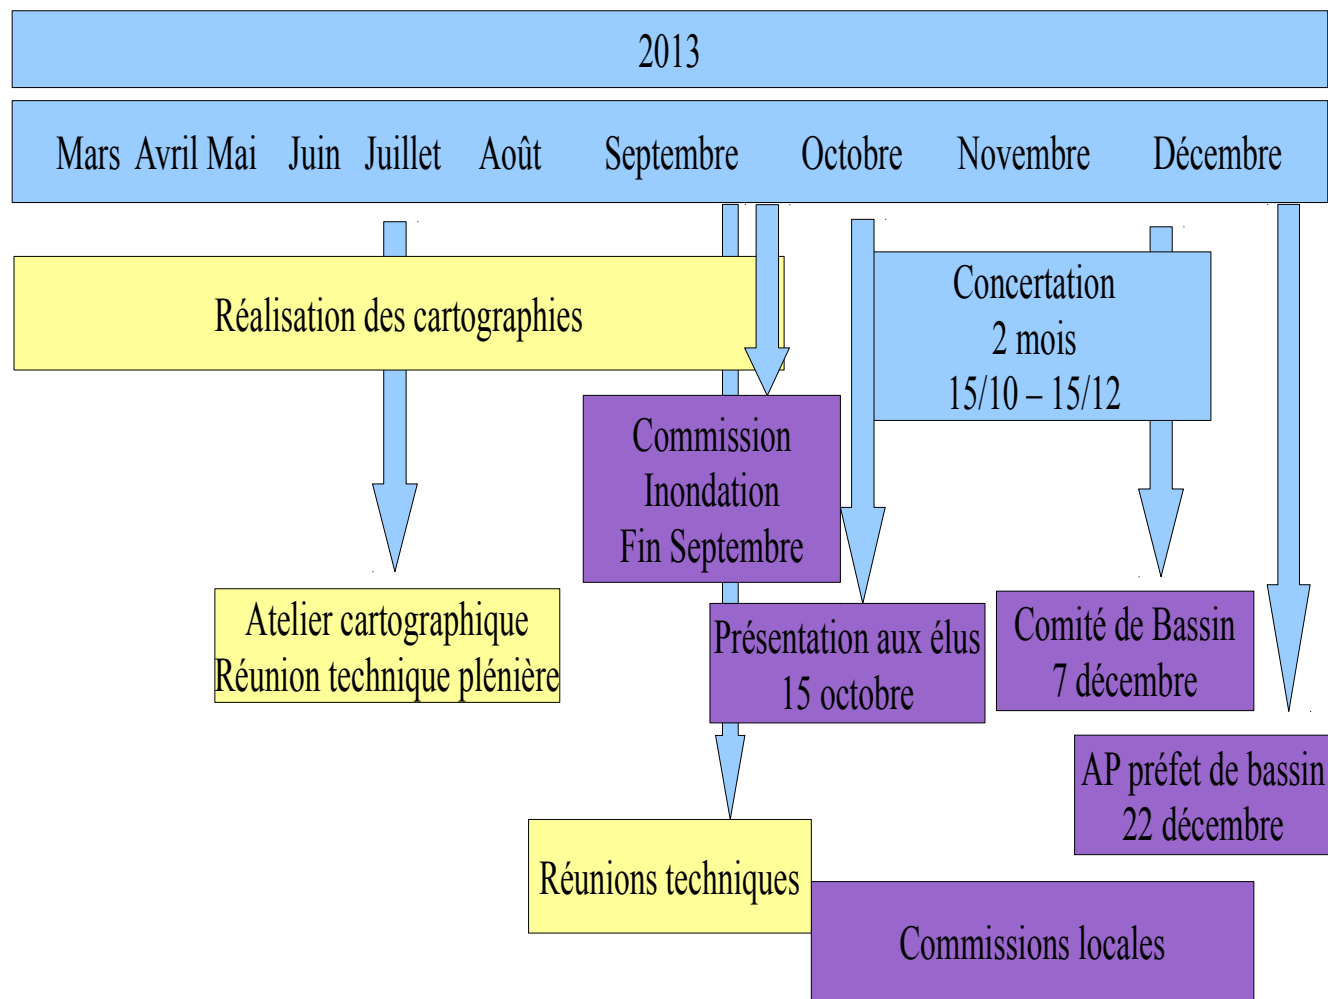 2013
Mars Avril Mai Juin Juillet Août Septembre Octobre Novembre Décembre
Réalisation des cartographies
Concertation
2 mois
15/10 – 15/12
Commission
Inondation
Fin Septembre
Atelier cartographique
Réunion technique plénière
Présentation aux élus
15 octobre
Comité de Bassin
7 décembre
AP préfet de bassin
22 décembre
Réunions techniques
Commissions locales